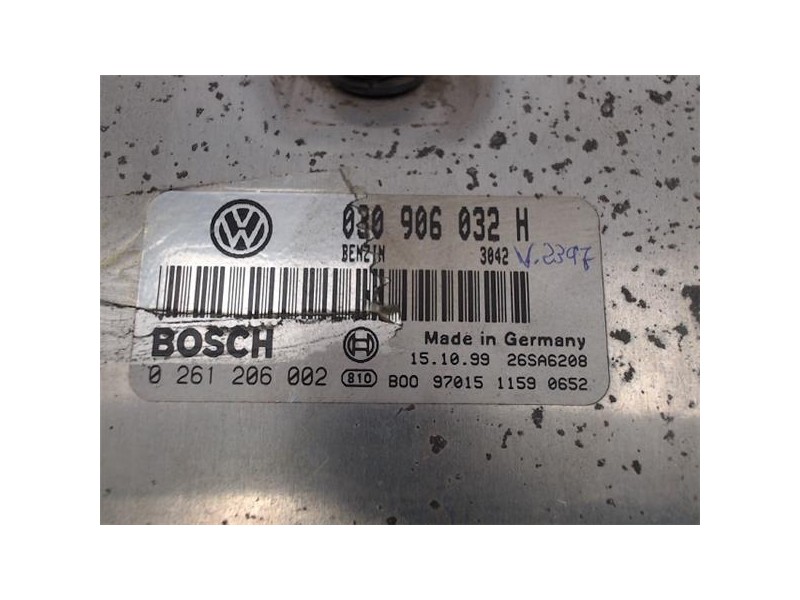 030 906 032 H
BENZIN 3042 V.2397
BOSCH Made in Germany
15.10.99 26SA6208
0 261 206 002 810 B00 97015 1159 0652